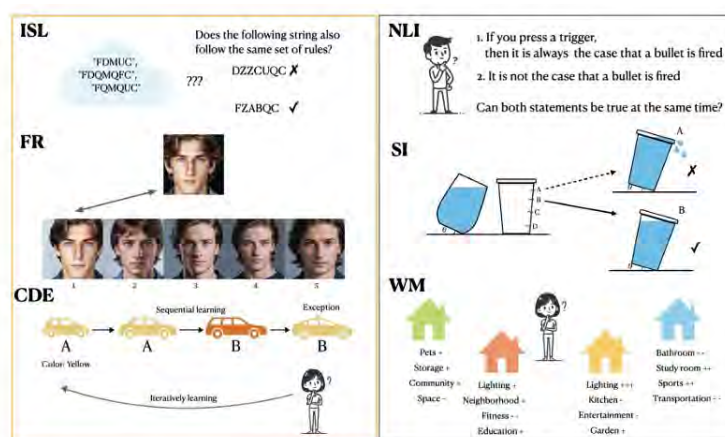 ISL
Does the following string also
follow the same set of rules?
"FDMUC",
"FDQMQFC",
"FQMQUC"
???
DZZCUQC ✗
FZABQC ✓
FR
1 2 3 4 5
CDE
Sequential learning
Exception
A A B B
Color: Yellow
Iteratively learning
?
NLI
?
1. If you press a trigger,
then it is always the case that a bullet is fired
2. It is not the case that a bullet is fired
Can both statements be true at the same time?
SI
A
B
C
D
A
✗
B
✓
WM
?
Pets +
Storage +
Community +
Space -
Lighting +
Neighborhood +
Fitness - -
Education +
Lighting +++
Kitchen -
Entertainment -
Garden +
Bathroom - -
Study room ++
Sports ++
Transportation - -